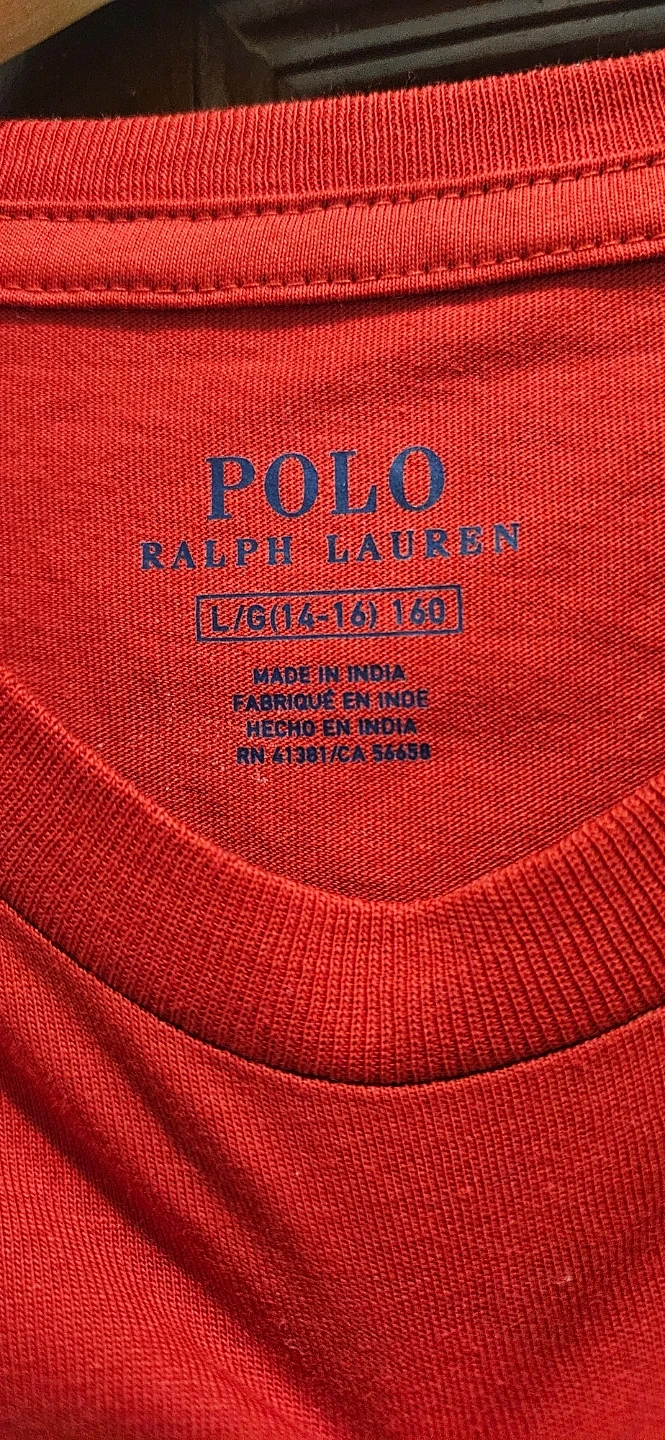 POLO
RALPH LAUREN
L/G(14-16) 160
MADE IN INDIA
FABRIQUÉ EN INDE
HECHO EN INDIA
RN 41381/CA 56658